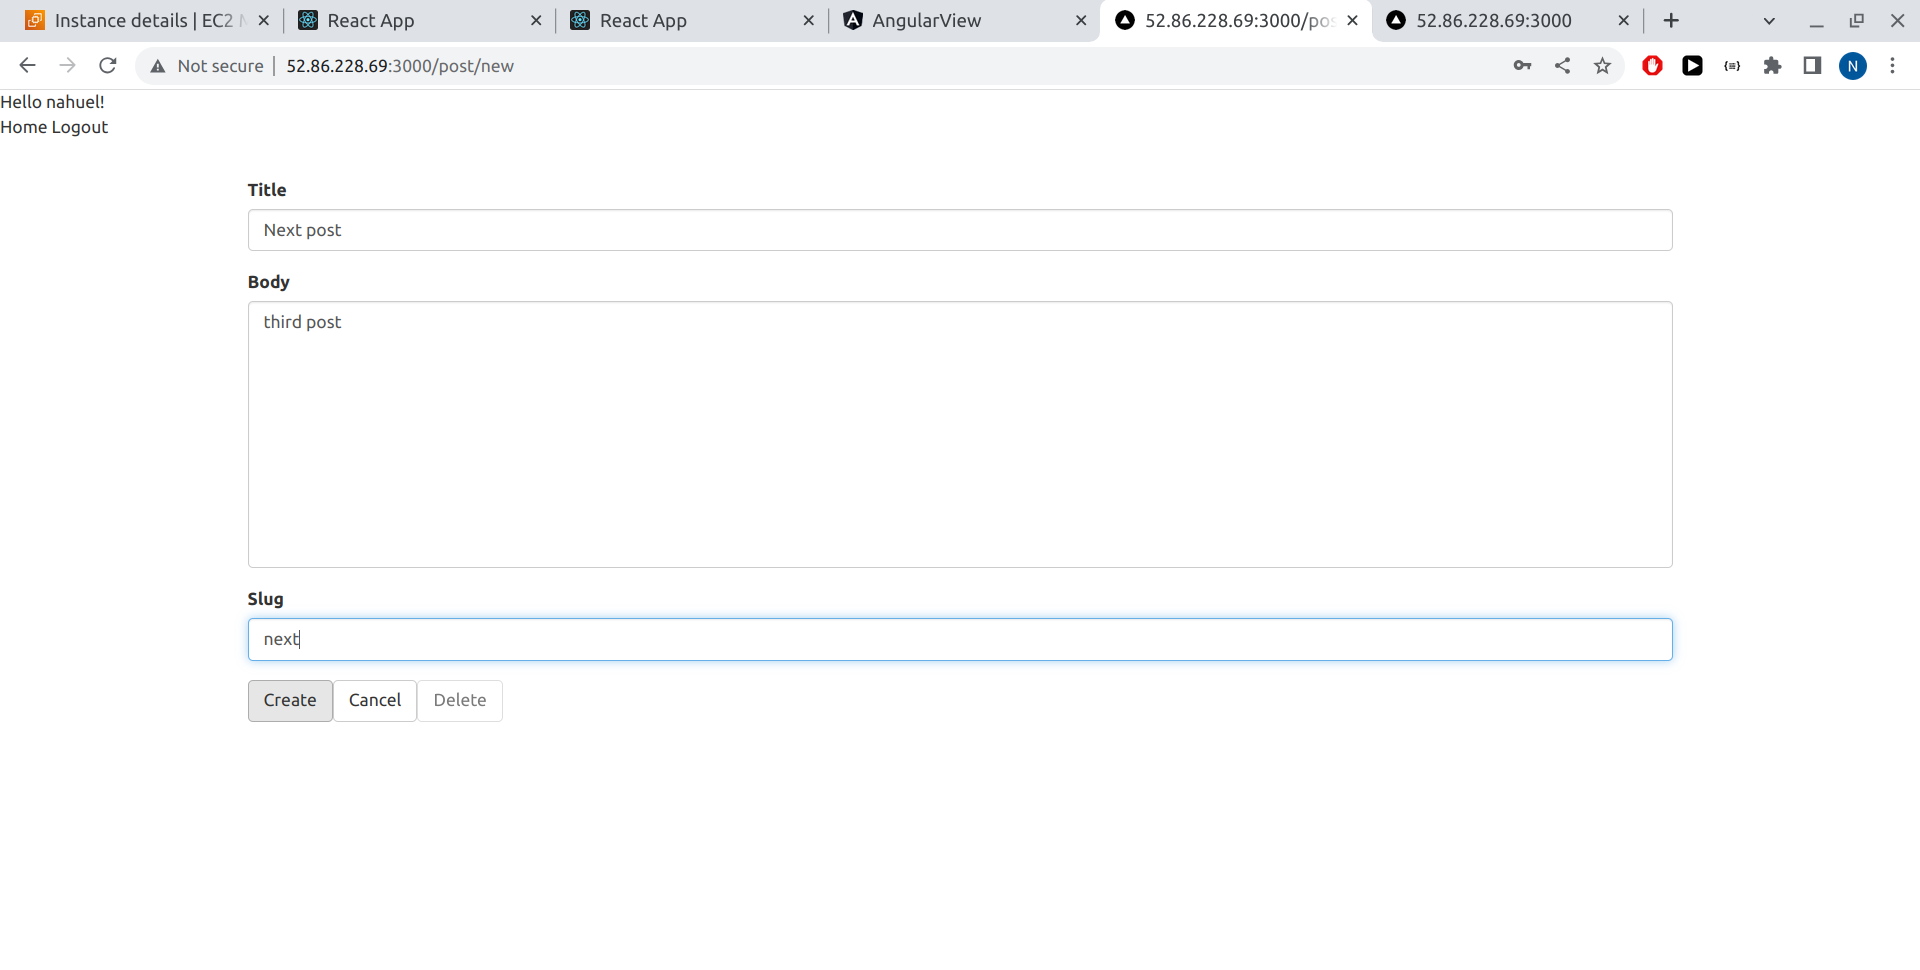 Instance details | EC2 M
React App
React App
AngularView
52.86.228.69:3000/pos
52.86.228.69:3000
Not secure
52.86.228.69:3000/post/new
N
Hello nahuel!
Home Logout
Title
Next post
Body
third post
Slug
next
Create Cancel Delete